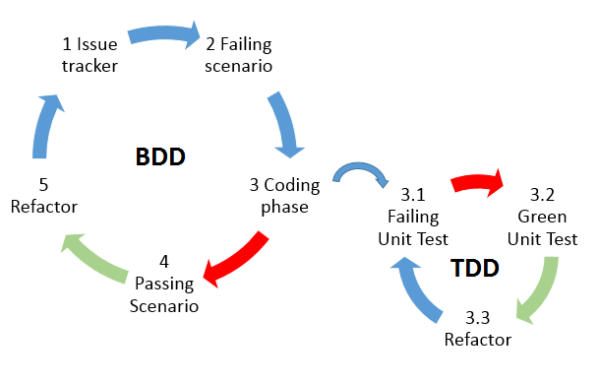 1 Issue
tracker
2 Failing
scenario
BDD
5
Refactor
3 Coding
phase
4
Passing
Scenario
3.1
Failing
Unit Test
3.2
Green
Unit Test
TDD
3.3
Refactor